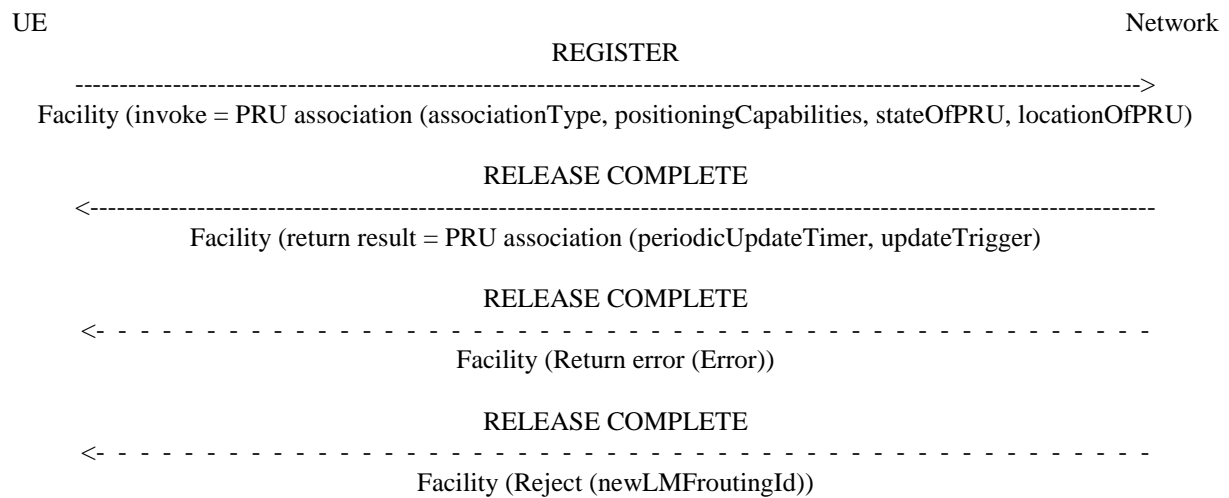 UE Network
REGISTER
-------------------------------------------------------------------------------------------------------------------------->
Facility (invoke = PRU association (associationType, positioningCapabilities, stateOfPRU, locationOfPRU)
RELEASE COMPLETE
<--------------------------------------------------------------------------------------------------------------------------
Facility (return result = PRU association (periodicUpdateTimer, updateTrigger)
RELEASE COMPLETE
<- - - - - - - - - - - - - - - - - - - - - - - - - - - - - - - - - - - - - - - - - - - - - - - - -
Facility (Return error (Error))
RELEASE COMPLETE
<- - - - - - - - - - - - - - - - - - - - - - - - - - - - - - - - - - - - - - - - - - - - - - - - -
Facility (Reject (newLMFroutingId))